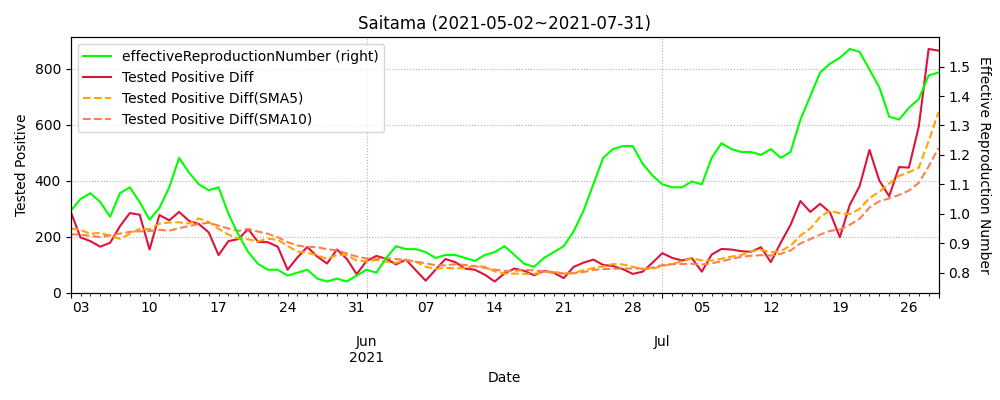 Saitama (2021-05-02~2021-07-31)
effectiveReproductionNumber (right)
Tested Positive Diff
Tested Positive Diff(SMA5)
Tested Positive Diff(SMA10)
Tested Positive
800
600
400
200
0
Effective Reproduction Number
1.5
1.4
1.3
1.2
1.1
1.0
0.9
0.8
03 10 17 24 31 07 14 21 28 05 12 19 26
Jun Jul
2021
Date